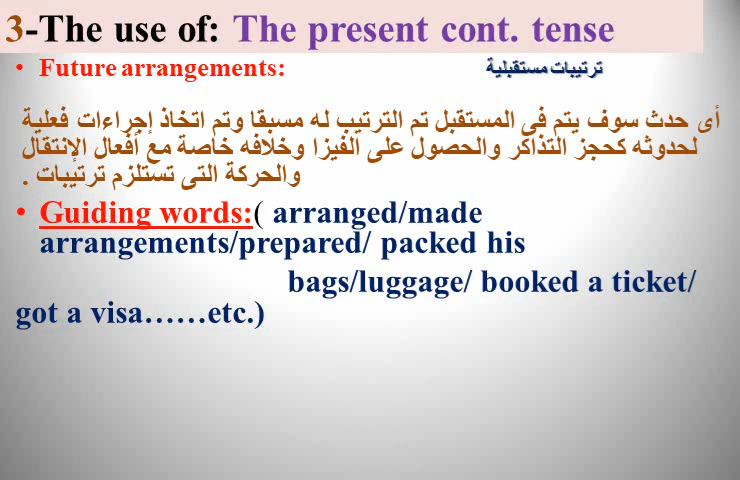 3-The use of: The present cont. tense
• Future arrangements: ترتيبات مستقبلية
أى حدث سوف يتم فى المستقبل تم الترتيب له مسبقا وتم اتخاذ إجراءات فعلية
لحدوثه كحجز التذاكر والحصول على الفيزا وخلافه خاصة مع أفعال الإنتقال
والحركة التى تستلزم ترتيبات .
• Guiding words:( arranged/made
arrangements/prepared/ packed his
bags/luggage/ booked a ticket/
got a visa……etc.)